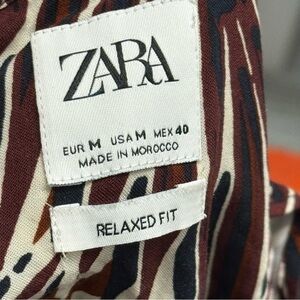 ZARA
EUR M USA M MEX 40
MADE IN MOROCCO
RELAXED FIT